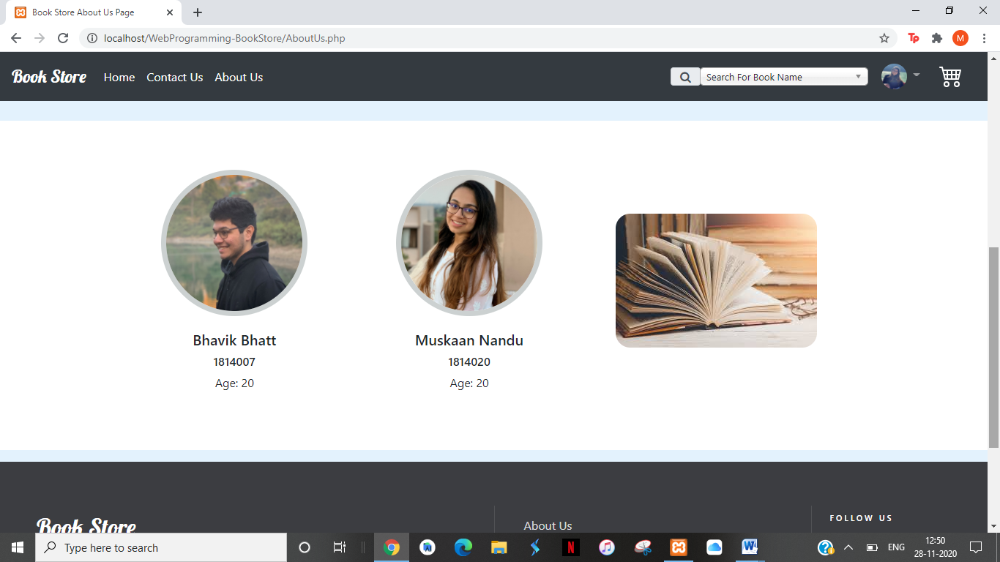 Book Store About Us Page
localhost/WebProgramming-BookStore/AboutUs.php
Tp
M
Book Store Home Contact Us About Us
Search For Book Name
Bhavik Bhatt
1814007
Age: 20
Muskaan Nandu
1814020
Age: 20
Book Store
About Us
FOLLOW US
Type here to search
ENG
12:50
28-11-2020